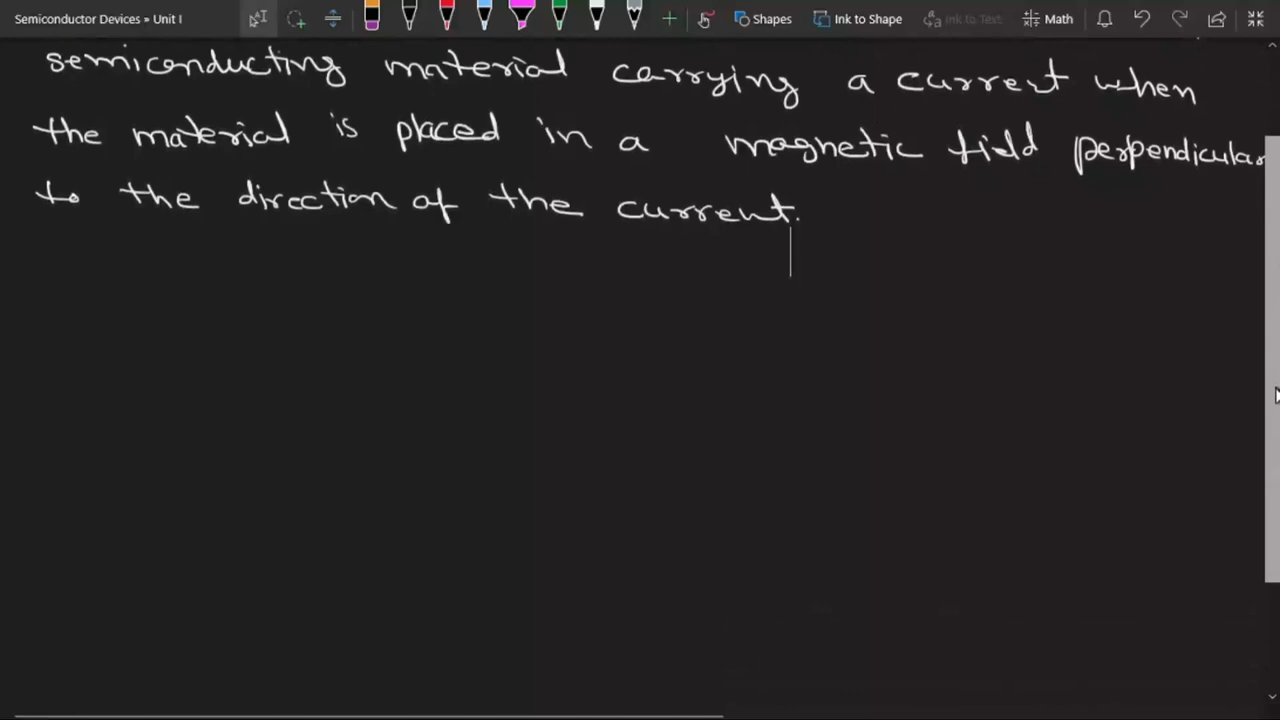 Semiconductor Devices » Unit I
Shapes
Ink to Shape
Ink to Text
Math
semiconducting material carrying a current when
the material is placed in a magnetic field perpendicular
to the direction of the current.